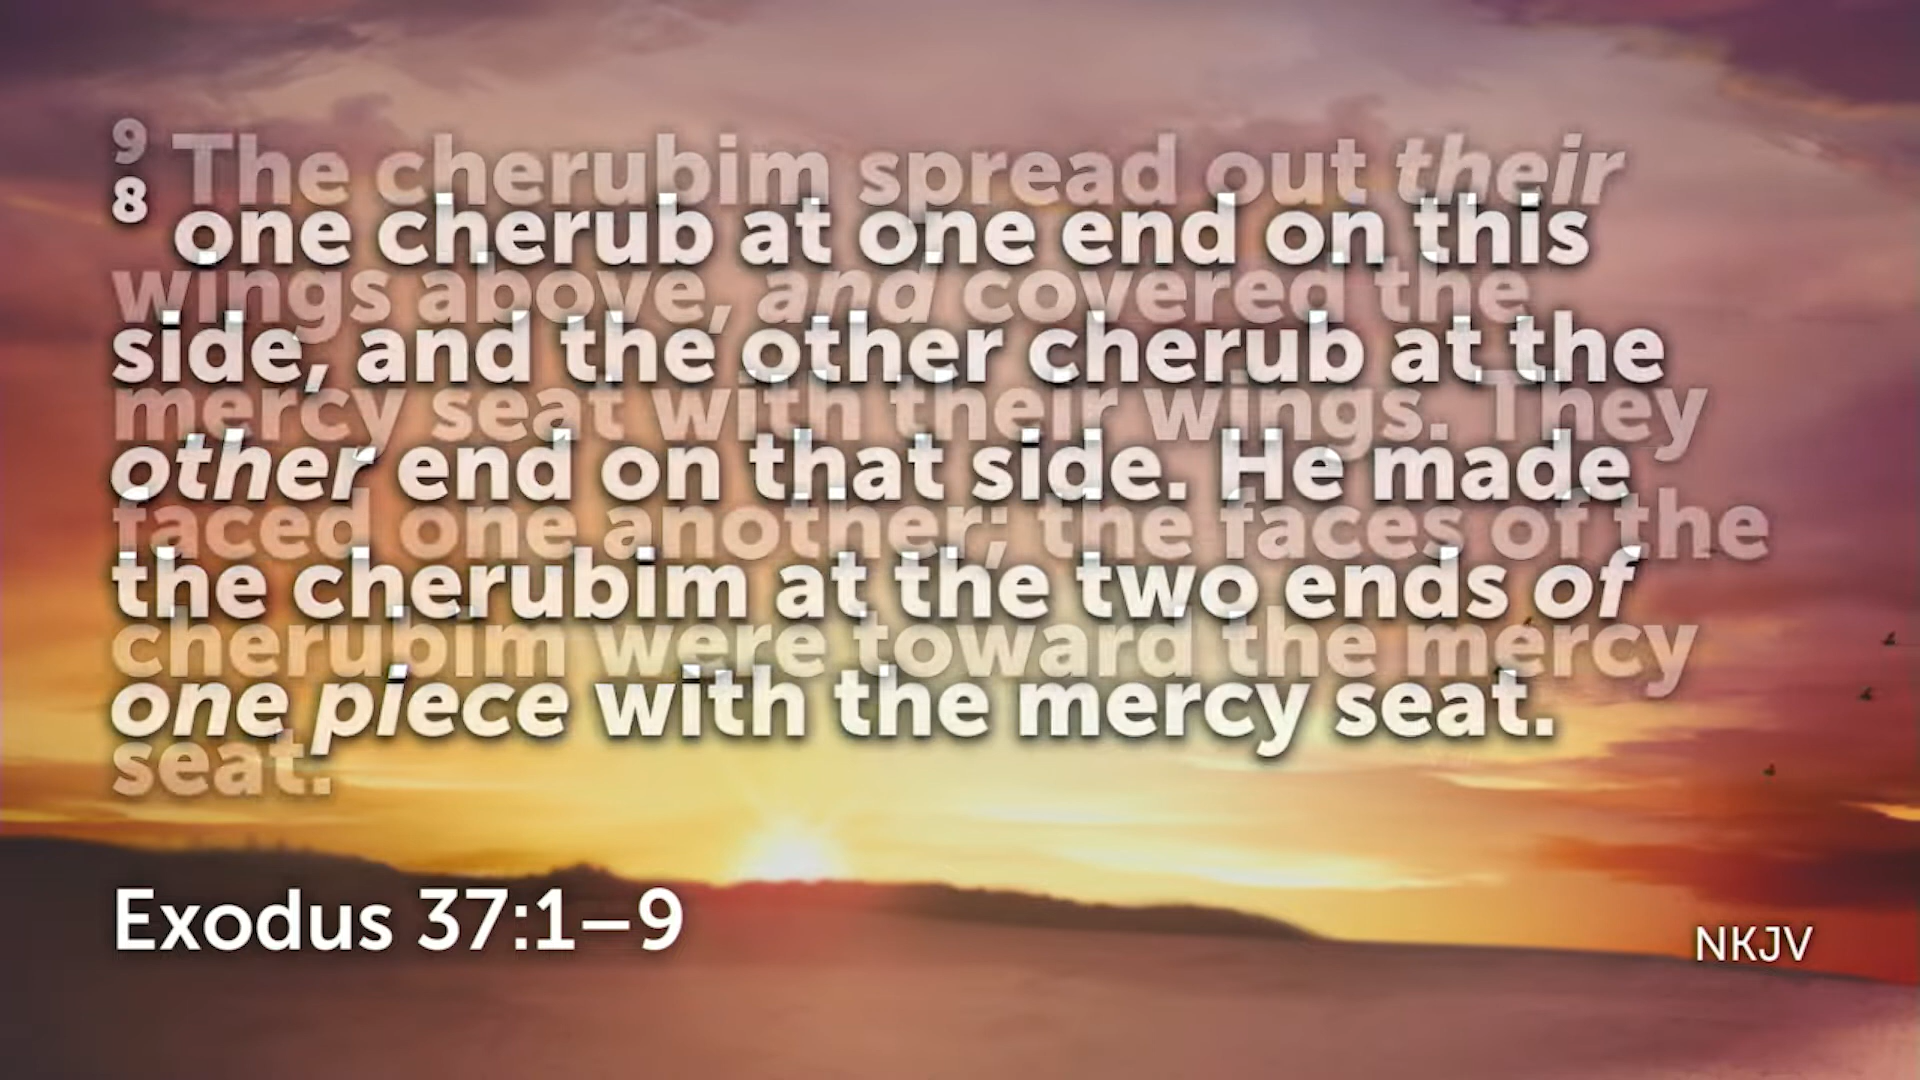 9 The cherubim spread out their
8 one cherub at one end on this
wings above, and covered the
side, and the other cherub at the
mercy seat with their wings. They
other end on that side. He made
faced one another; the faces of the
the cherubim at the two ends of
cherubim were toward the mercy
one piece with the mercy seat.
seat.
Exodus 37:1–9
NKJV